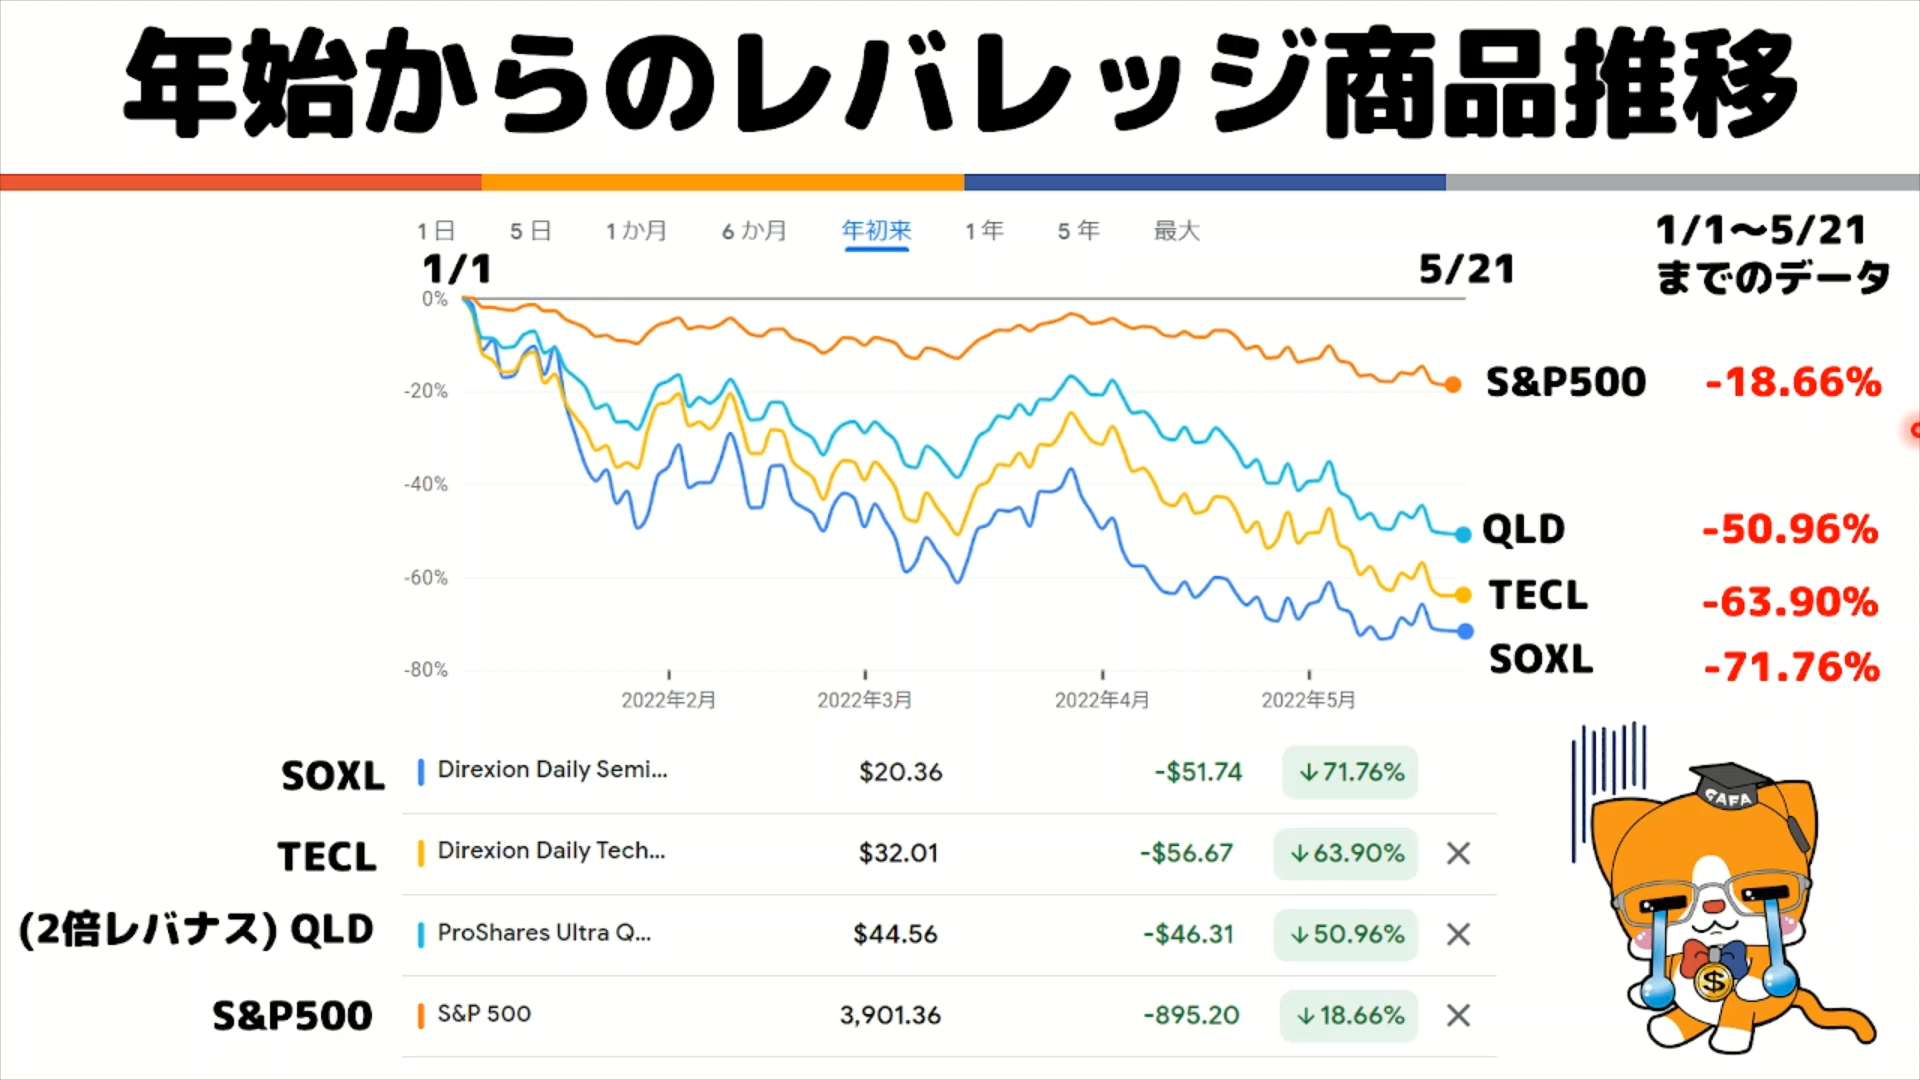 年始からのレバレッジ商品推移
1日 5日 1か月 6か月 年初来 1年 5年 最大
1/1 5/21
1/1〜5/21
までのデータ
0%
-20%
-40%
-60%
-80%
S&P500 -18.66%
QLD -50.96%
TECL -63.90%
SOXL -71.76%
2022年2月 2022年3月 2022年4月 2022年5月
SOXL Direxion Daily Semi... $20.36 -$51.74 ↓71.76%
TECL Direxion Daily Tech... $32.01 -$56.67 ↓63.90% ×
(2倍レバナス) QLD ProShares Ultra Q... $44.56 -$46.31 ↓50.96% ×
S&P500 S&P 500 3,901.36 -895.20 ↓18.66% ×
GAFA
$